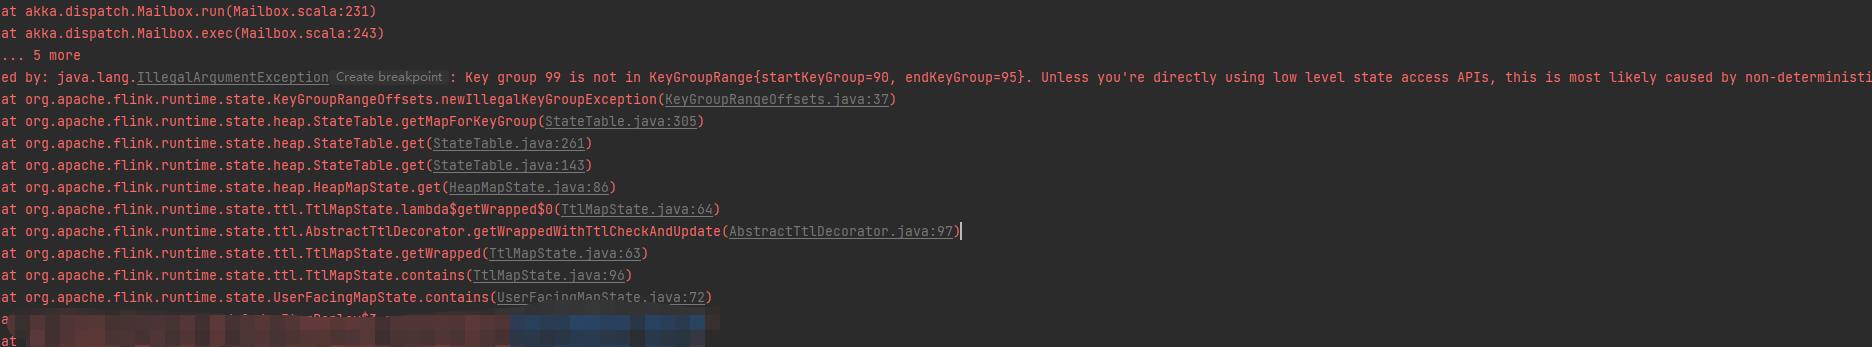 at akka.dispatch.Mailbox.run(Mailbox.scala:231)
at akka.dispatch.Mailbox.exec(Mailbox.scala:243)
... 5 more
ed by: java.lang.IllegalArgumentException Create breakpoint : Key group 99 is not in KeyGroupRange{startKeyGroup=90, endKeyGroup=95}. Unless you're directly using low level state access APIs, this is most likely caused by non-deterministi
at org.apache.flink.runtime.state.KeyGroupRangeOffsets.newIllegalKeyGroupException(KeyGroupRangeOffsets.java:37)
at org.apache.flink.runtime.state.heap.StateTable.getMapForKeyGroup(StateTable.java:305)
at org.apache.flink.runtime.state.heap.StateTable.get(StateTable.java:261)
at org.apache.flink.runtime.state.heap.StateTable.get(StateTable.java:143)
at org.apache.flink.runtime.state.heap.HeapMapState.get(HeapMapState.java:86)
at org.apache.flink.runtime.state.ttl.TtlMapState.lambda$getWrapped$0(TtlMapState.java:64)
at org.apache.flink.runtime.state.ttl.AbstractTtlDecorator.getWrappedWithTtlCheckAndUpdate(AbstractTtlDecorator.java:97)
at org.apache.flink.runtime.state.ttl.TtlMapState.getWrapped(TtlMapState.java:63)
at org.apache.flink.runtime.state.ttl.TtlMapState.contains(TtlMapState.java:96)
at org.apache.flink.runtime.state.UserFacingMapState.contains(UserFacingMapState.java:72)
at